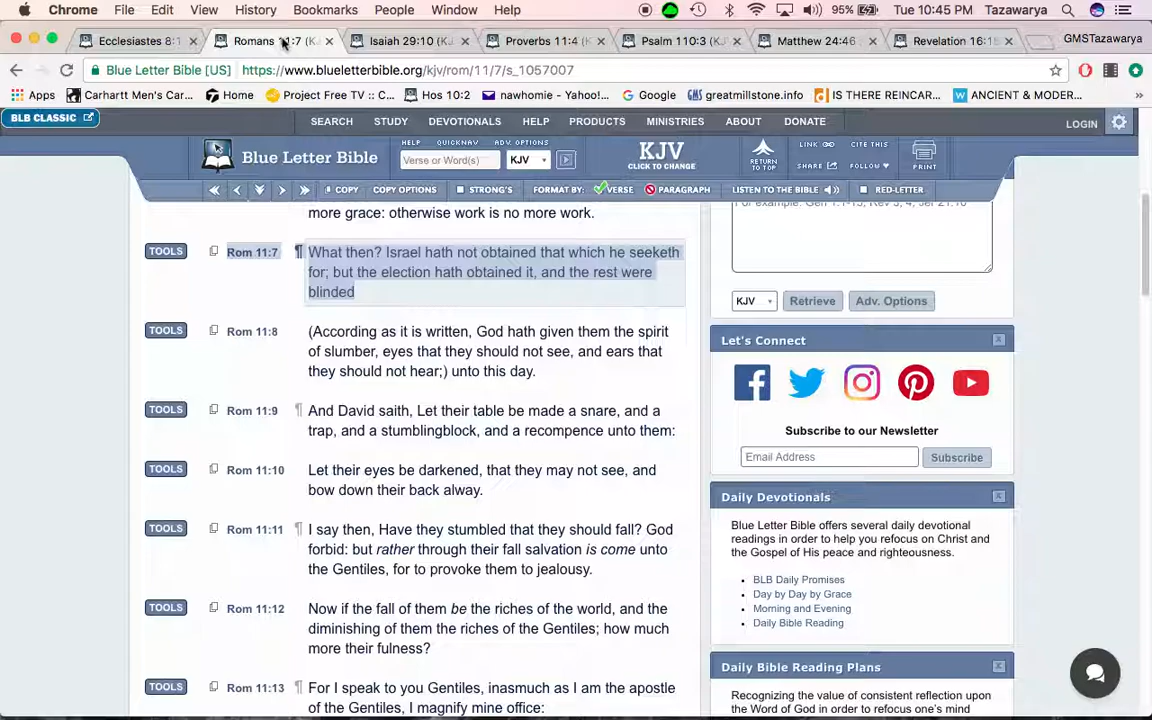 Chrome File Edit View History Bookmarks People Window Help 95% Tue 10:45 PM Tazawarya
Ecclesiastes 8:1 Romans 11:7 (K Isaiah 29:10 (K Proverbs 11:4 (K Psalm 110:3 (K Matthew 24:46 Revelation 16:15 GMSTazawarya
Blue Letter Bible [US] https://www.blueletterbible.org/kjv/rom/11/7/s_1057007
Apps Carhartt Men's Car... Home Project Free TV :: C... Hos 10:2 nawhomie - Yahoo!... Google greatmillstone.info IS THERE REINCAR... ANCIENT & MODER... »
BLB CLASSIC
SEARCH STUDY DEVOTIONALS HELP PRODUCTS MINISTRIES ABOUT DONATE LOGIN
HELP QUICKNAV ADV. OPTIONS
Blue Letter Bible Verse or Word(s) KJV
KJV
CLICK TO CHANGE
RETURN
TO TOP
LINK CITE THIS
SHARE FOLLOW PRINT
COPY COPY OPTIONS STRONG'S FORMAT BY: VERSE PARAGRAPH LISTEN TO THE BIBLE RED-LETTER
more grace: otherwise work is no more work.
TOOLS Rom 11:7 ¶ What then? Israel hath not obtained that which he seeketh
for; but the election hath obtained it, and the rest were
blinded
TOOLS Rom 11:8 (According as it is written, God hath given them the spirit
of slumber, eyes that they should not see, and ears that
they should not hear;) unto this day.
TOOLS Rom 11:9 ¶ And David saith, Let their table be made a snare, and a
trap, and a stumblingblock, and a recompence unto them:
TOOLS Rom 11:10 Let their eyes be darkened, that they may not see, and
bow down their back alway.
TOOLS Rom 11:11 ¶ I say then, Have they stumbled that they should fall? God
forbid: but rather through their fall salvation is come unto
the Gentiles, for to provoke them to jealousy.
TOOLS Rom 11:12 Now if the fall of them be the riches of the world, and the
diminishing of them the riches of the Gentiles; how much
more their fulness?
TOOLS Rom 11:13 ¶ For I speak to you Gentiles, inasmuch as I am the apostle
of the Gentiles, I magnify mine office:
For example: Gen 1:1-13; Rev 3, 4; Jer 21:10
KJV Retrieve Adv. Options
Let's Connect
Subscribe to our Newsletter
Email Address Subscribe
Daily Devotionals
Blue Letter Bible offers several daily devotional
readings in order to help you refocus on Christ and
the Gospel of His peace and righteousness.
BLB Daily Promises
Day by Day by Grace
Morning and Evening
Daily Bible Reading
Daily Bible Reading Plans
Recognizing the value of consistent reflection upon
the Word of God in order to refocus one's mind